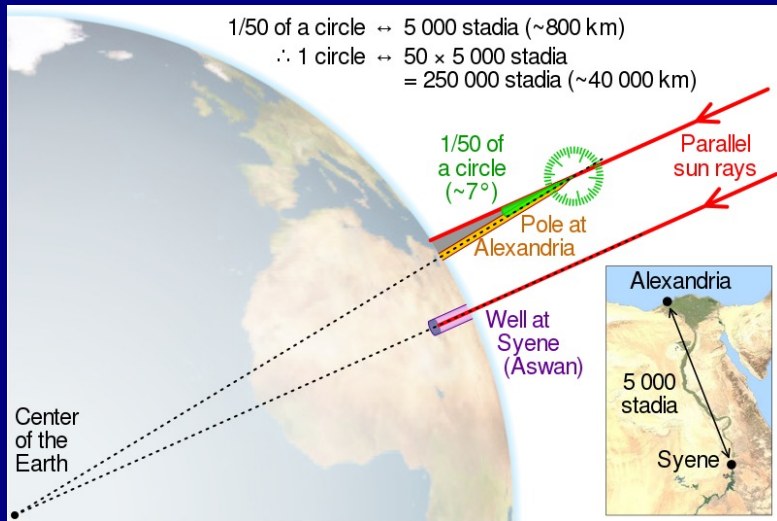 1/50 of a circle ↔ 5 000 stadia (~800 km)
∴ 1 circle ↔ 50 × 5 000 stadia
= 250 000 stadia (~40 000 km)
1/50 of
a circle
(~7°)
Parallel
sun rays
Pole at
Alexandria
Well at
Syene
(Aswan)
Center
of the
Earth
Alexandria
5 000
stadia
Syene